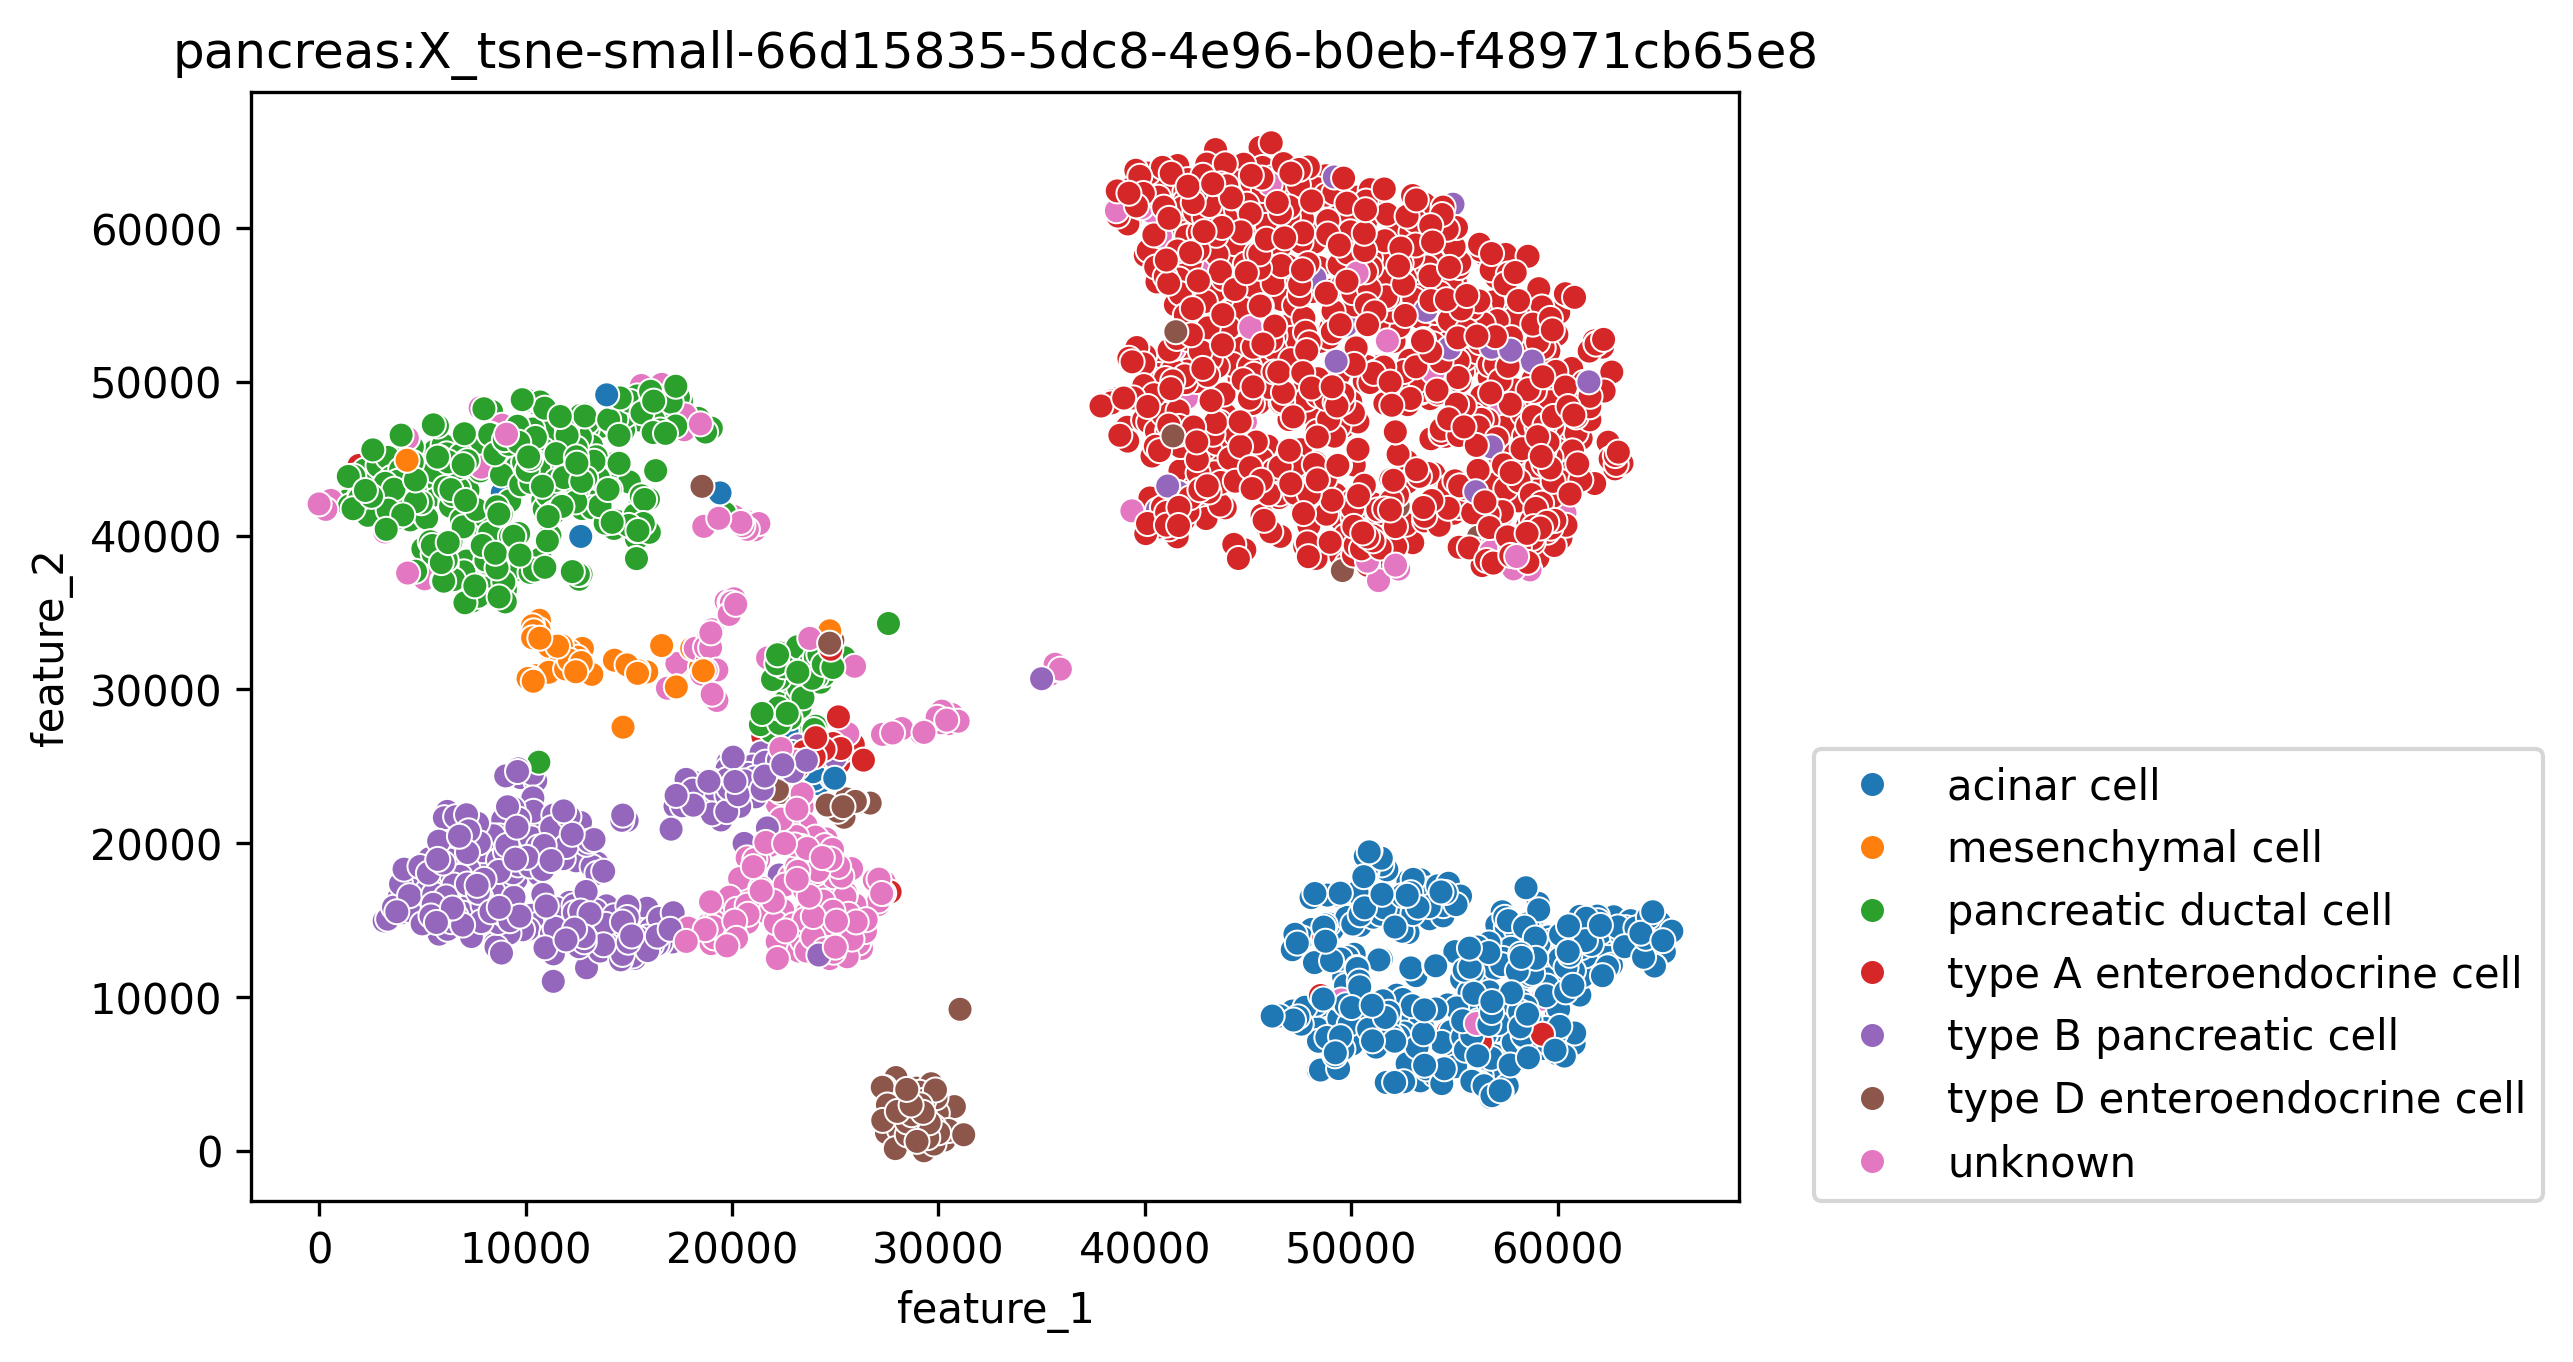 pancreas:X_tsne-small-66d15835-5dc8-4e96-b0eb-f48971cb65e8
feature_2
60000
50000
40000
30000
20000
10000
0
0 10000 20000 30000 40000 50000 60000
feature_1
acinar cell
mesenchymal cell
pancreatic ductal cell
type A enteroendocrine cell
type B pancreatic cell
type D enteroendocrine cell
unknown